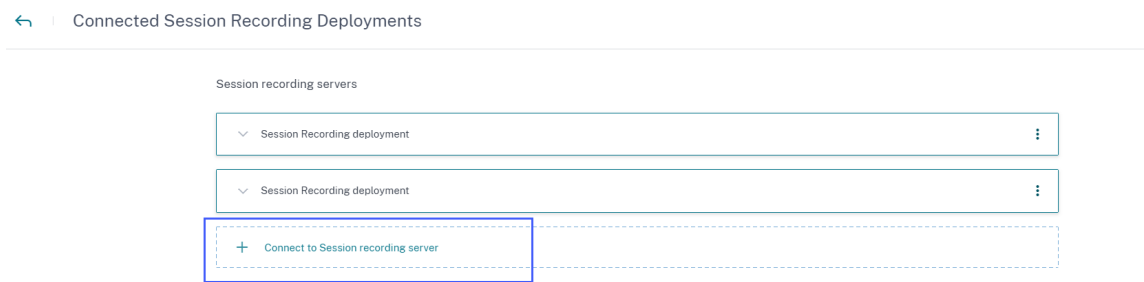 Connected Session Recording Deployments
Session recording servers
Session Recording deployment
Session Recording deployment
Connect to Session recording server